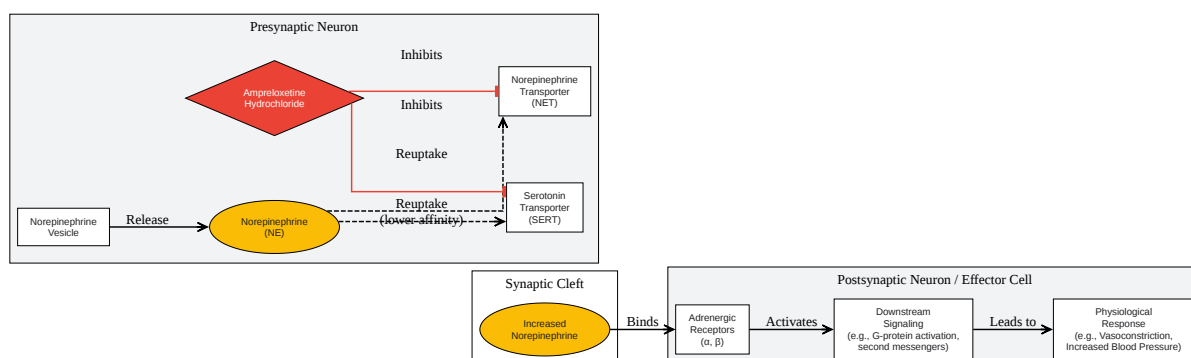 Presynaptic Neuron
Inhibits
Ampreloxetine
Hydrochloride
Norepinephrine
Transporter
(NET)
Inhibits
Reuptake
Serotonin
Transporter
(SERT)
Reuptake
(lower affinity)
Norepinephrine
Vesicle
Release
Norepinephrine
(NE)
Synaptic Cleft
Increased
Norepinephrine
Binds
Postsynaptic Neuron / Effector Cell
Adrenergic
Receptors
(α, β)
Activates
Downstream
Signaling
(e.g., G-protein activation,
second messengers)
Leads to
Physiological
Response
(e.g., Vasoconstriction,
Increased Blood Pressure)